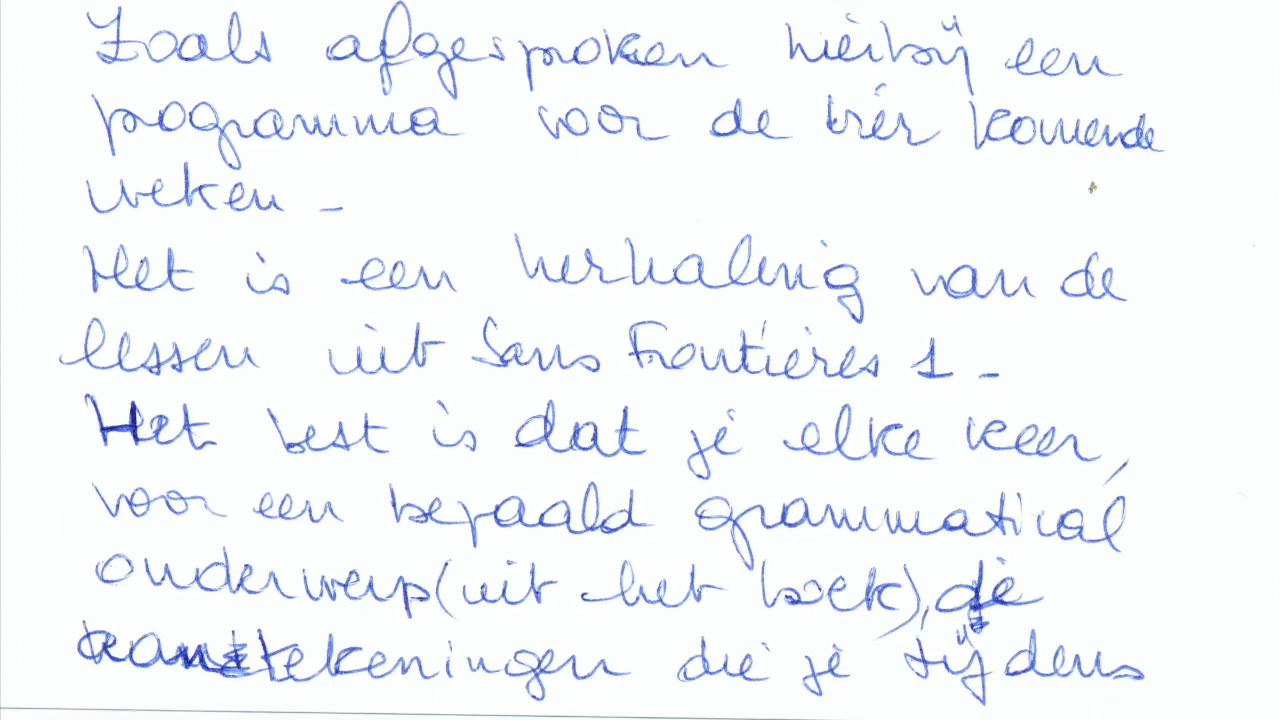 Zoals afgesproken hierbij een
programma voor de vier komende
weken -
Het is een herhaling van de
lessen uit Sans Frontières 1 -
Het best is dat je elke keer,
voor een bepaald grammatical
onderwerp (uit het boek), de
aantekeningen die je tijdens